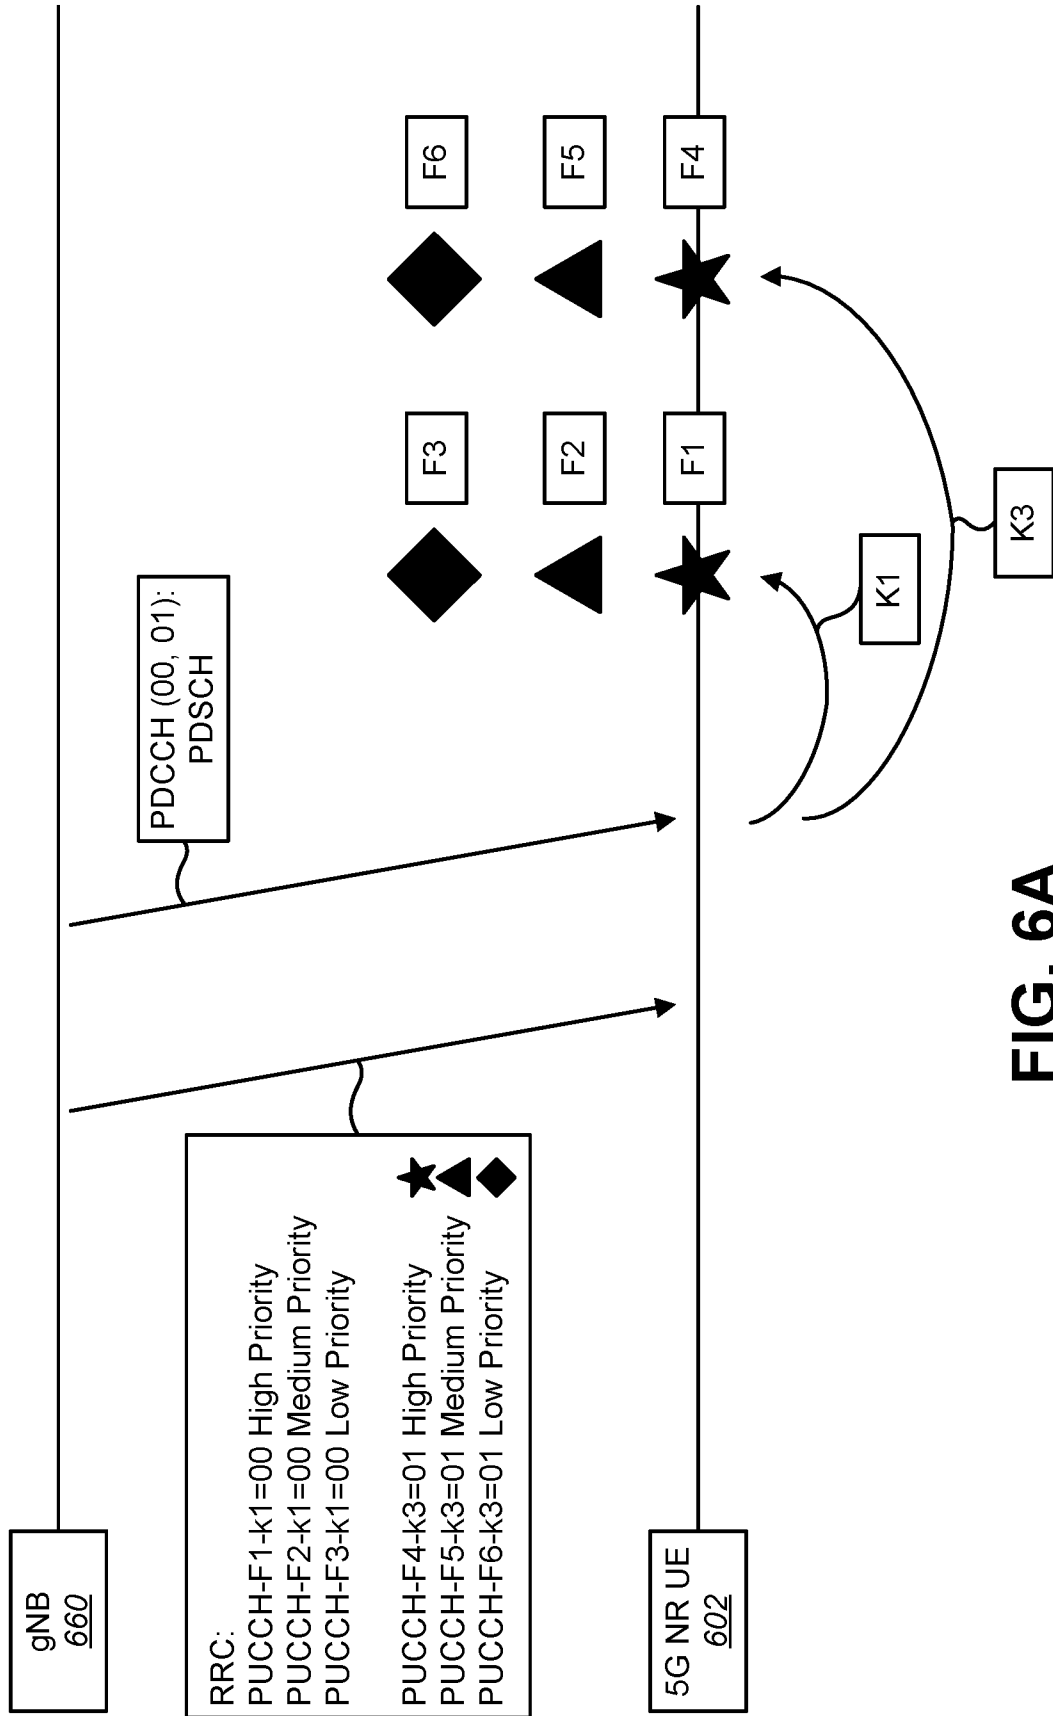 gNB
660
PDCCH (00, 01):
PDSCH
RRC:
PUCCH-F1-k1=00 High Priority
PUCCH-F2-k1=00 Medium Priority
PUCCH-F3-k1=00 Low Priority
PUCCH-F4-k3=01 High Priority
PUCCH-F5-k3=01 Medium Priority
PUCCH-F6-k3=01 Low Priority
F3
F6
F2
F5
F1
F4
5G NR UE
602
K1
K3
FIG. 6A